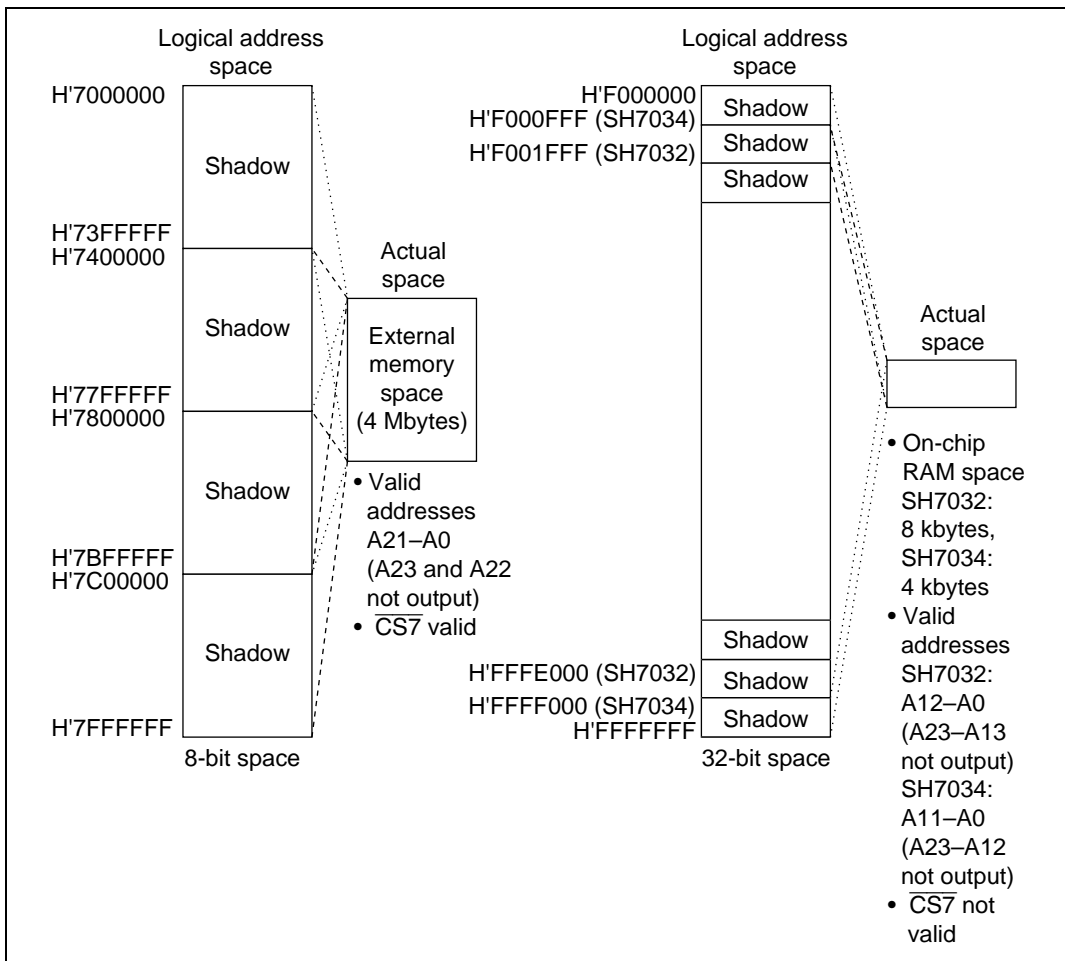 Logical address
space
H'7000000
Shadow
H'73FFFFF
H'7400000
Shadow
H'77FFFFF
H'7800000
Shadow
H'7BFFFFF
H'7C00000
Shadow
H'7FFFFFF
8-bit space
Actual
space
External
memory
space
(4 Mbytes)
• Valid
addresses
A21–A0
(A23 and A22
not output)
• CS7 valid
Logical address
space
H'F000000
Shadow
H'F000FFF (SH7034)
Shadow
H'F001FFF (SH7032)
Shadow
Shadow
H'FFFE000 (SH7032)
Shadow
H'FFFF000 (SH7034)
Shadow
H'FFFFFFF
32-bit space
Actual
space
• On-chip
RAM space
SH7032:
8 kbytes,
SH7034:
4 kbytes
• Valid
addresses
SH7032:
A12–A0
(A23–A13
not output)
SH7034:
A11–A0
(A23–A12
not output)
• CS7 not
valid